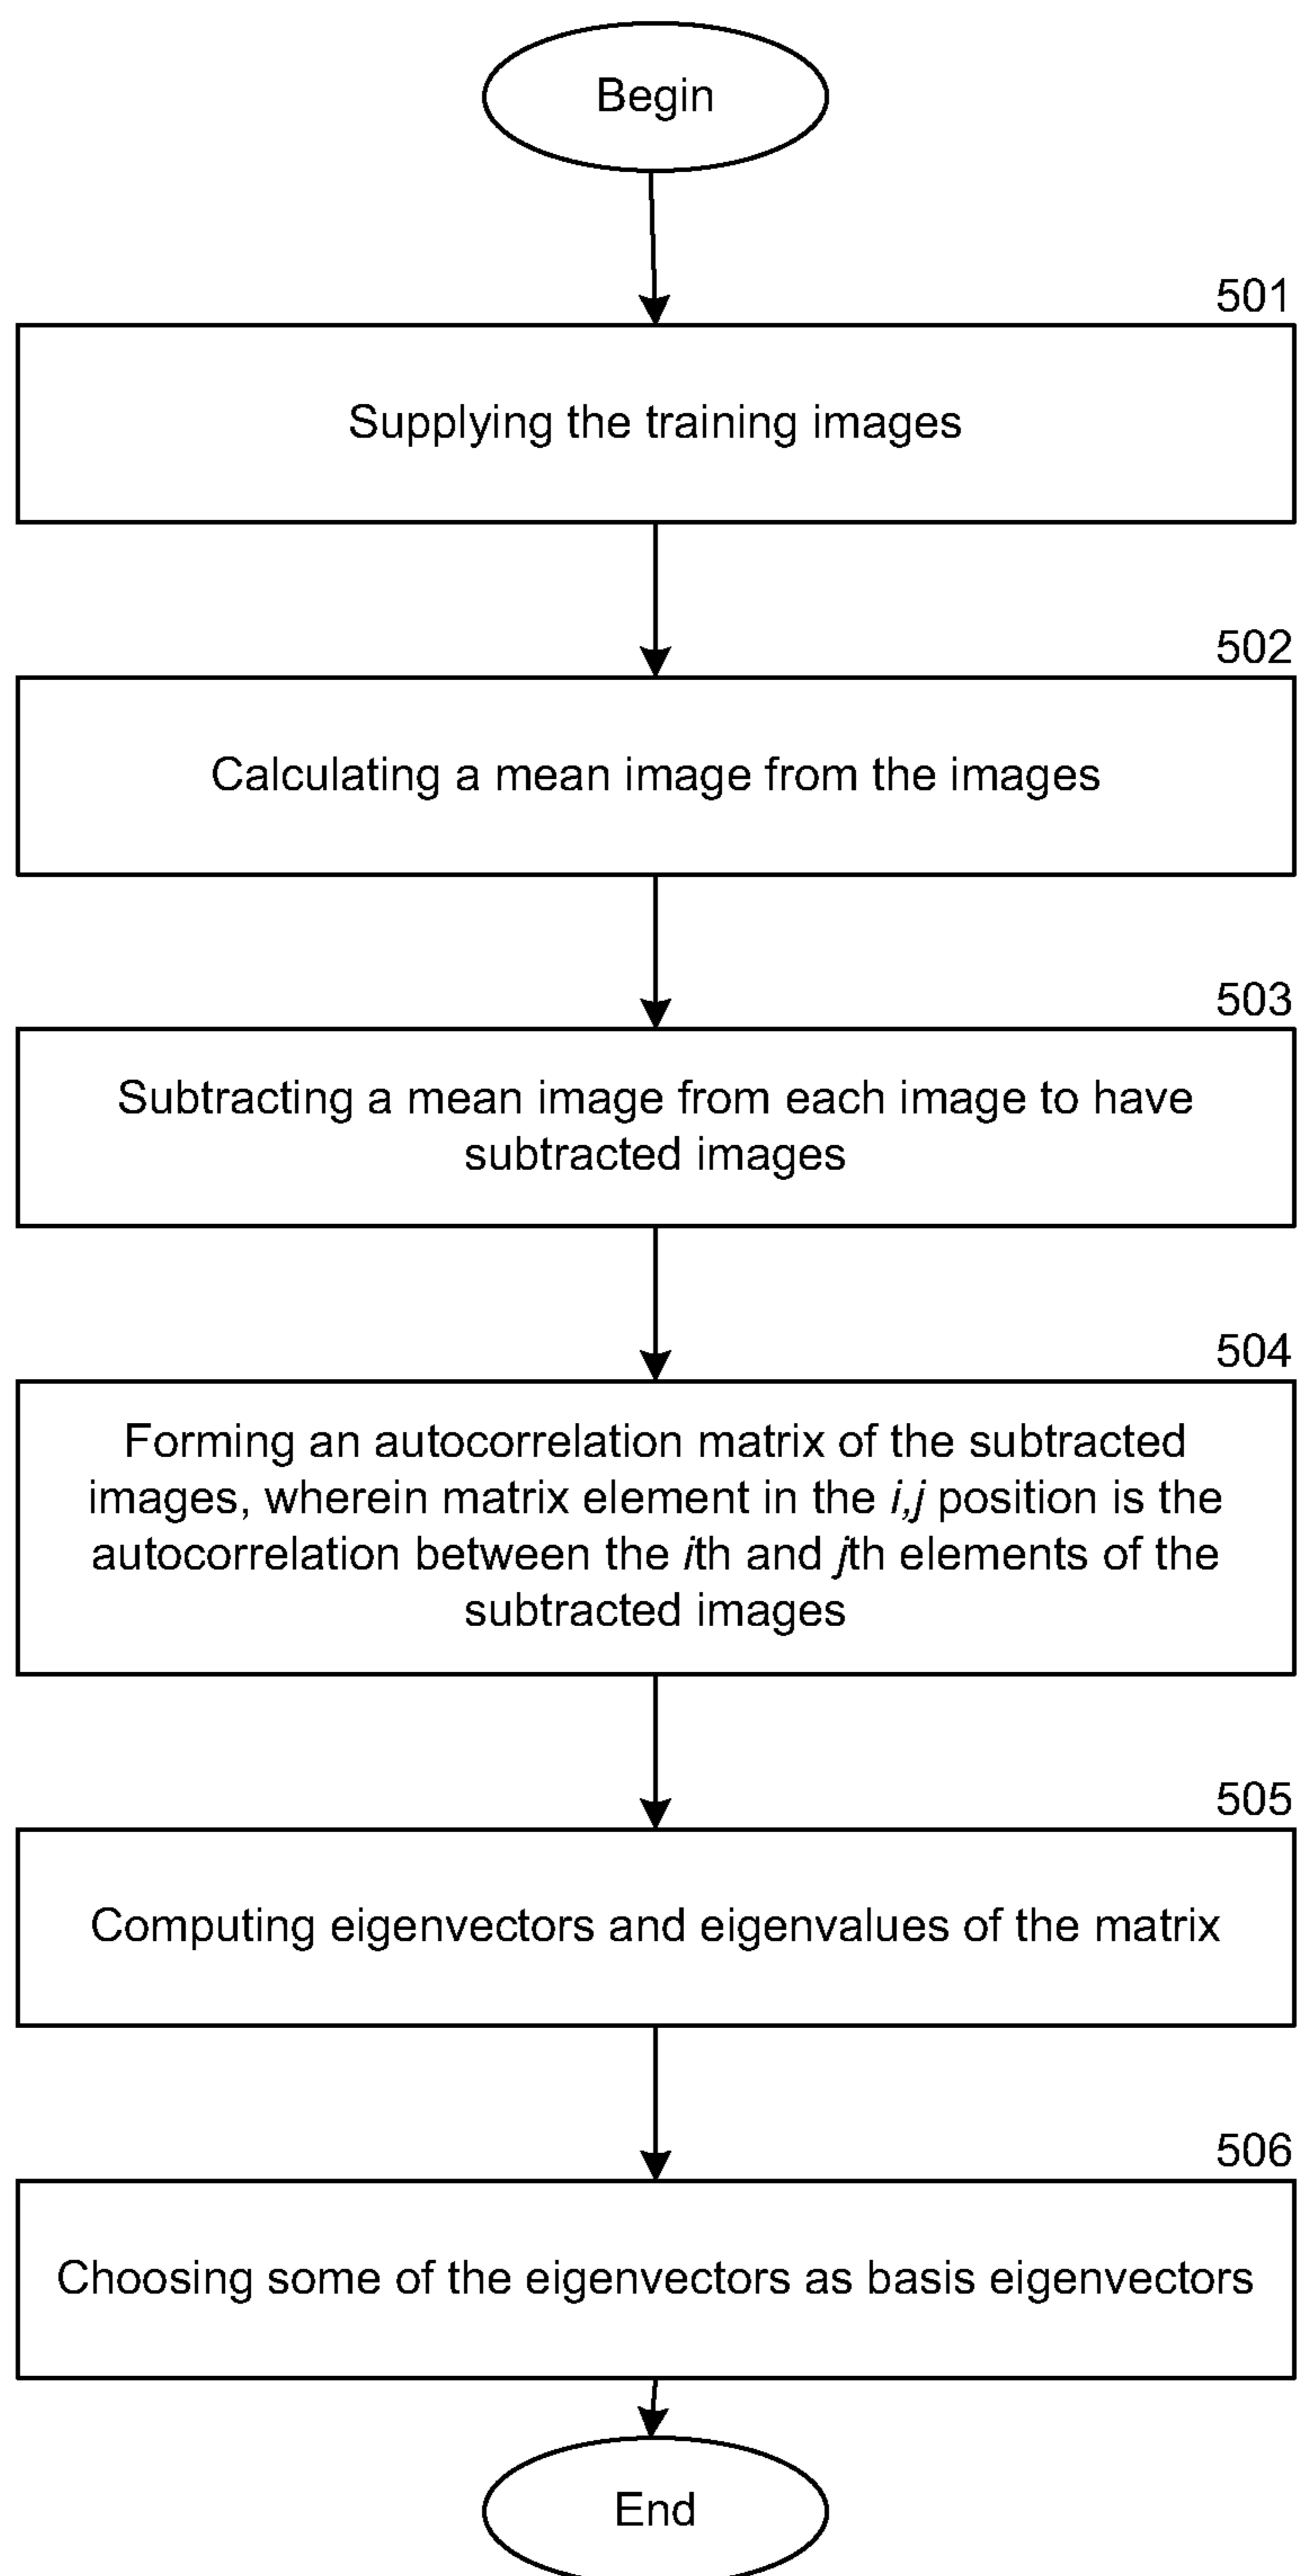 Begin
501
Supplying the training images
502
Calculating a mean image from the images
503
Subtracting a mean image from each image to have
subtracted images
504
Forming an autocorrelation matrix of the subtracted
images, wherein matrix element in the i,j position is the
autocorrelation between the ith and jth elements of the
subtracted images
505
Computing eigenvectors and eigenvalues of the matrix
506
Choosing some of the eigenvectors as basis eigenvectors
End